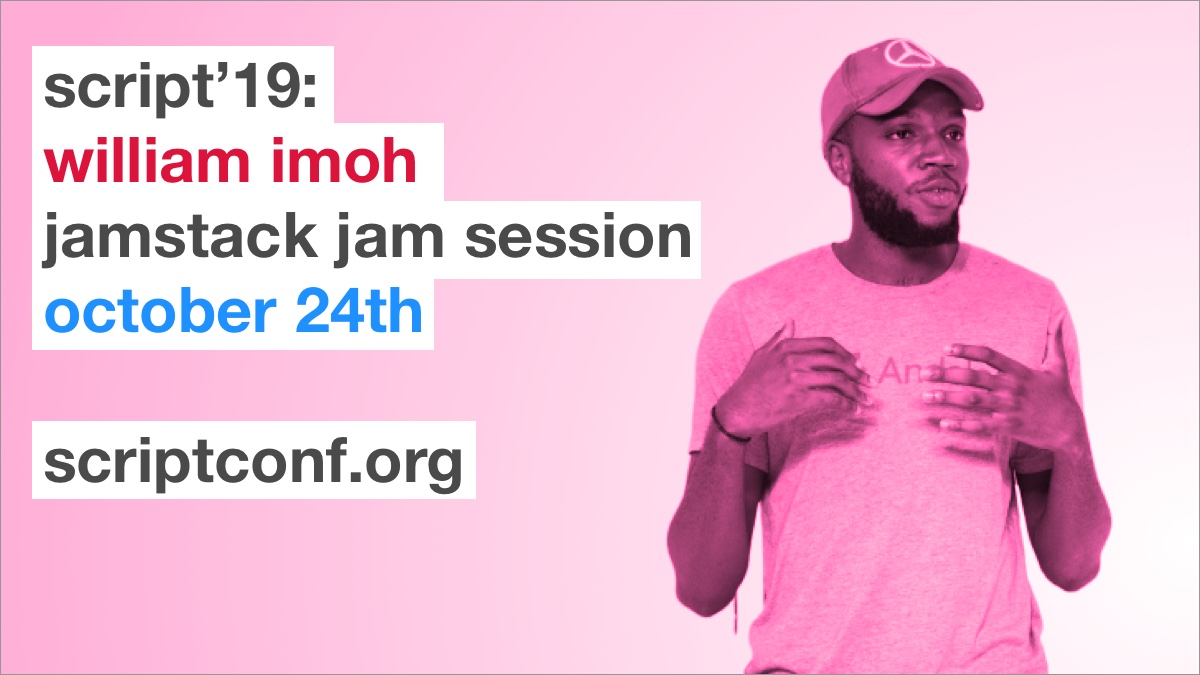 script’19:
william imoh
jamstack jam session
october 24th
scriptconf.org